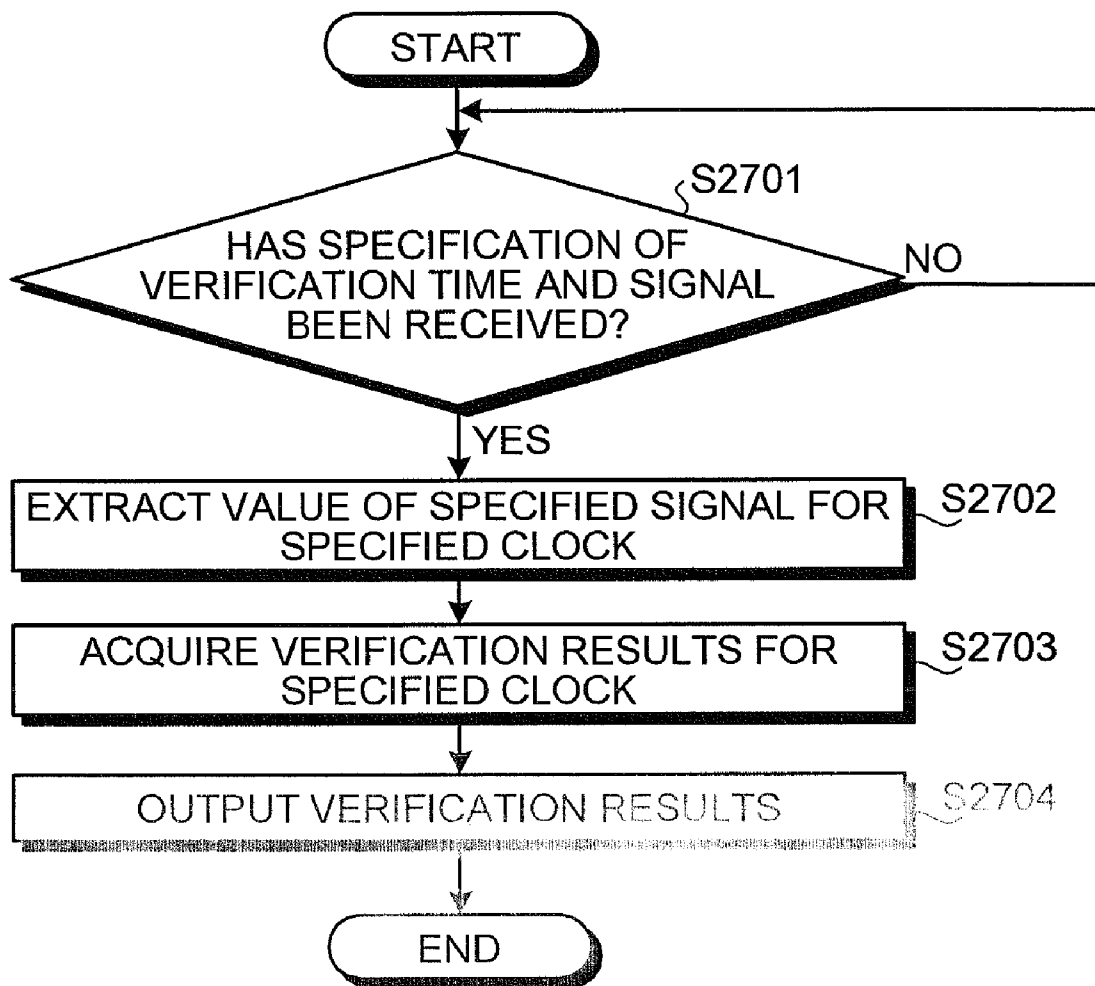 START
S2701
HAS SPECIFICATION OF
VERIFICATION TIME AND SIGNAL
BEEN RECEIVED?
NO
YES
EXTRACT VALUE OF SPECIFIED SIGNAL FOR
SPECIFIED CLOCK
S2702
ACQUIRE VERIFICATION RESULTS FOR
SPECIFIED CLOCK
S2703
OUTPUT VERIFICATION RESULTS
S2704
END